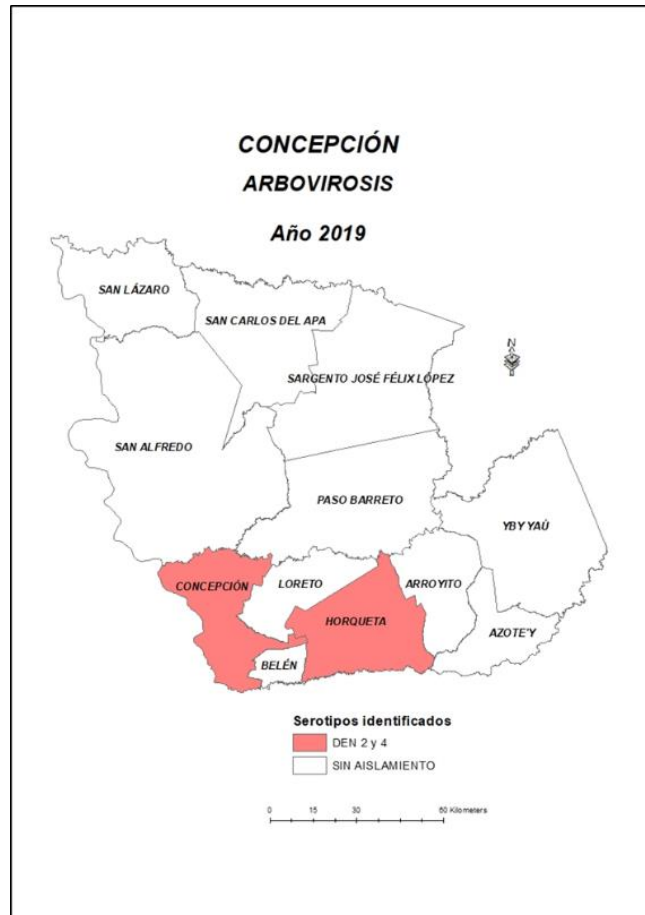 CONCEPCIÓN
ARBOVIROSIS
Año 2019
SAN LÁZARO
SAN CARLOS DEL APA
N
SARGENTO JOSÉ FÉLIX LÓPEZ
SAN ALFREDO
PASO BARRETO
YBY YAÚ
CONCEPCIÓN
LORETO
ARROYITO
HORQUETA
AZOTE'Y
BELÉN
Serotipos identificados
DEN 2 y 4
SIN AISLAMIENTO
0 15 30 60 Kilometers